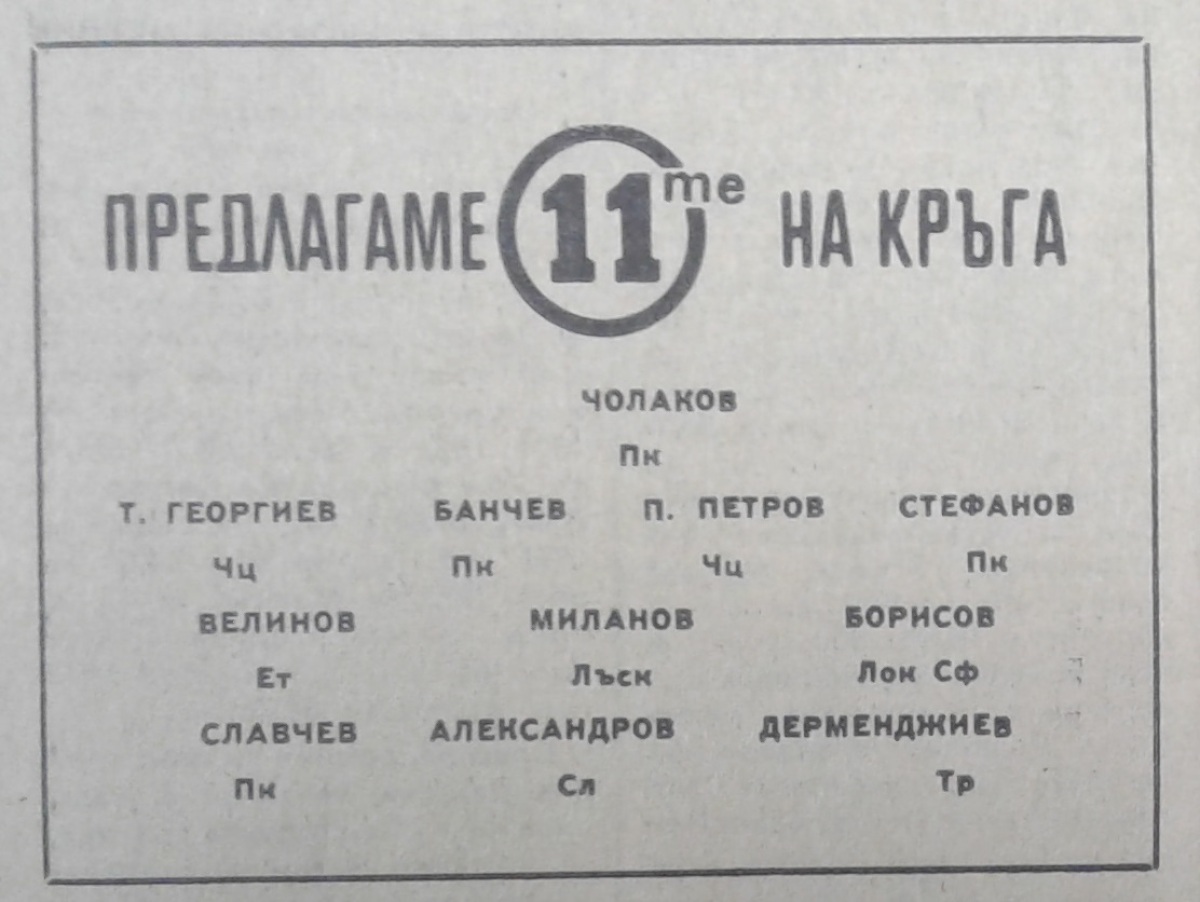 ПРЕДЛАГАМЕ 11те НА КРЪГА
ЧОЛАКОВ
Пк
Т. ГЕОРГИЕВ БАНЧЕВ П. ПЕТРОВ СТЕФАНОВ
Чц Пк Чц Пк
ВЕЛИНОВ МИЛАНОВ БОРИСОВ
Ет Лъск Лок Сф
СЛАВЧЕВ АЛЕКСАНДРОВ ДЕРМЕНДЖИЕВ
Пк Сл Тр